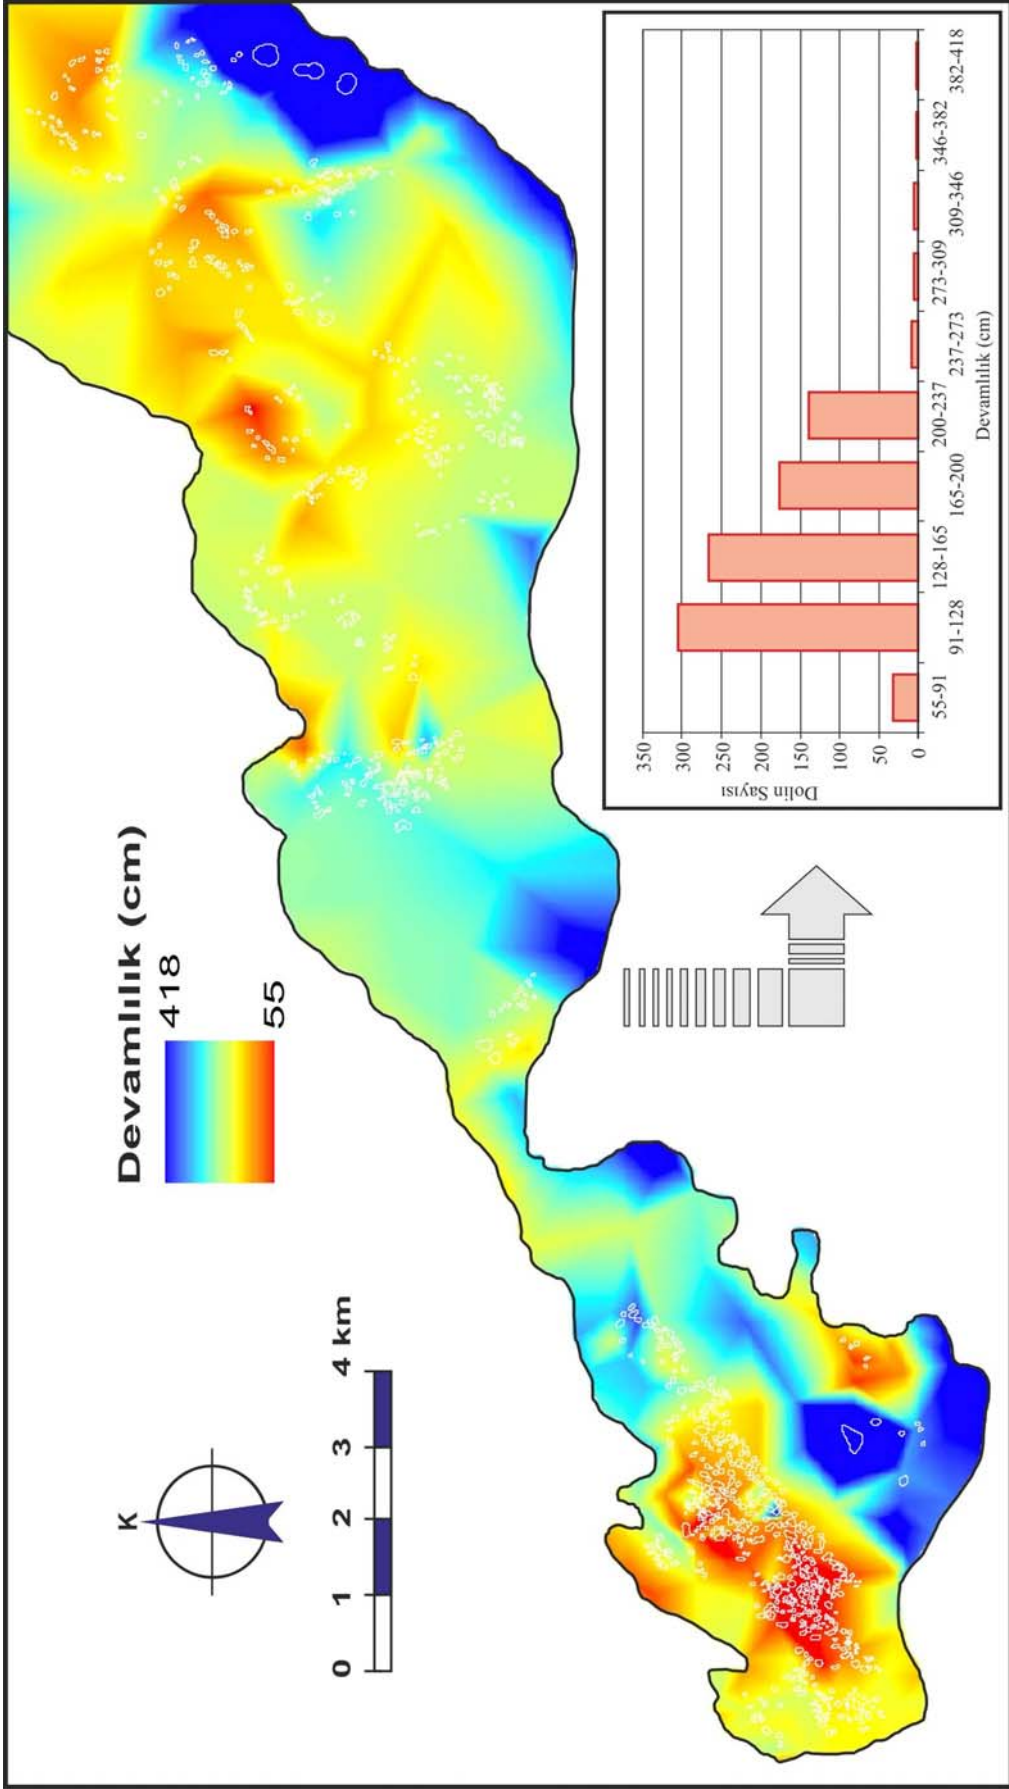 K
0 1 2 3 4 km
Devamlılık (cm)
418
55
350
300
250
200
150
100
50
0
Dolin Sayısı
55-91 91-128 128-165 165-200 200-237 237-273 273-309 309-346 346-382 382-418
Devamlılık (cm)